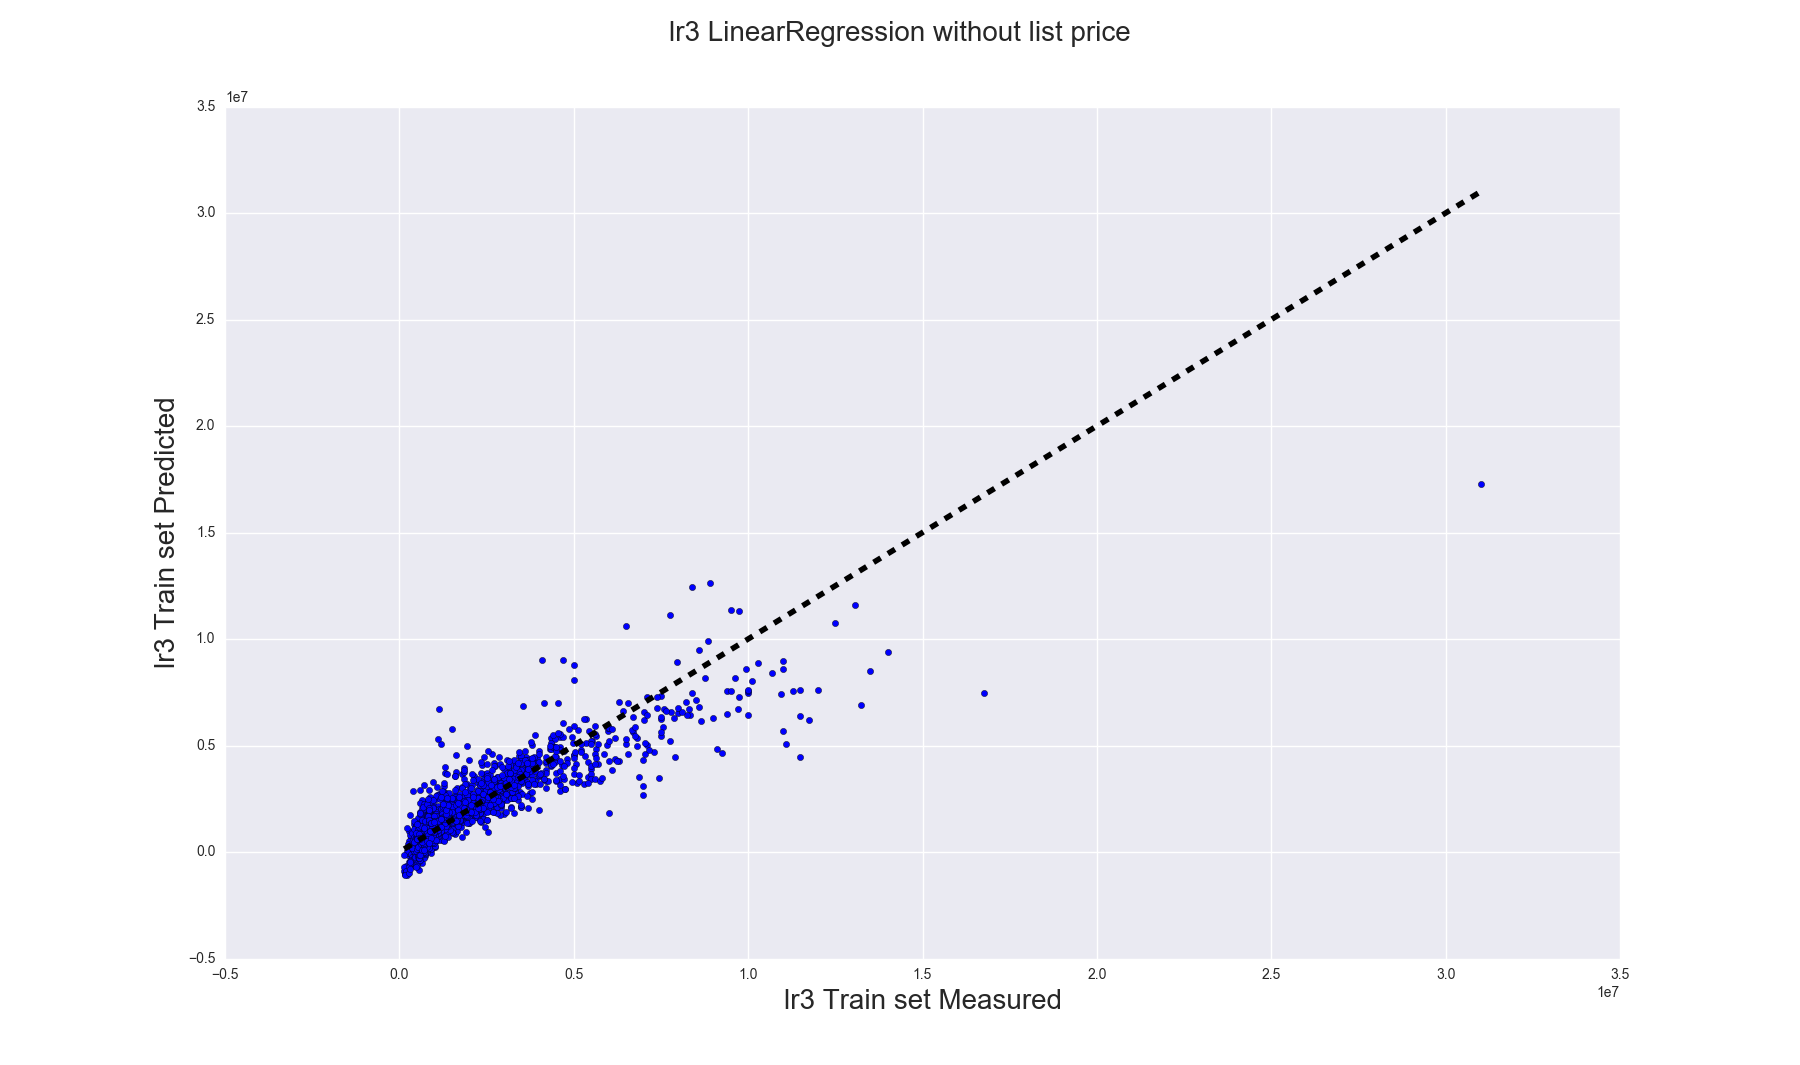 lr3 LinearRegression without list price
1e7
3.5
3.0
2.5
2.0
1.5
1.0
0.5
0.0
−0.5
lr3 Train set Predicted
−0.5 0.0 0.5 1.0 1.5 2.0 2.5 3.0 3.5
1e7
lr3 Train set Measured